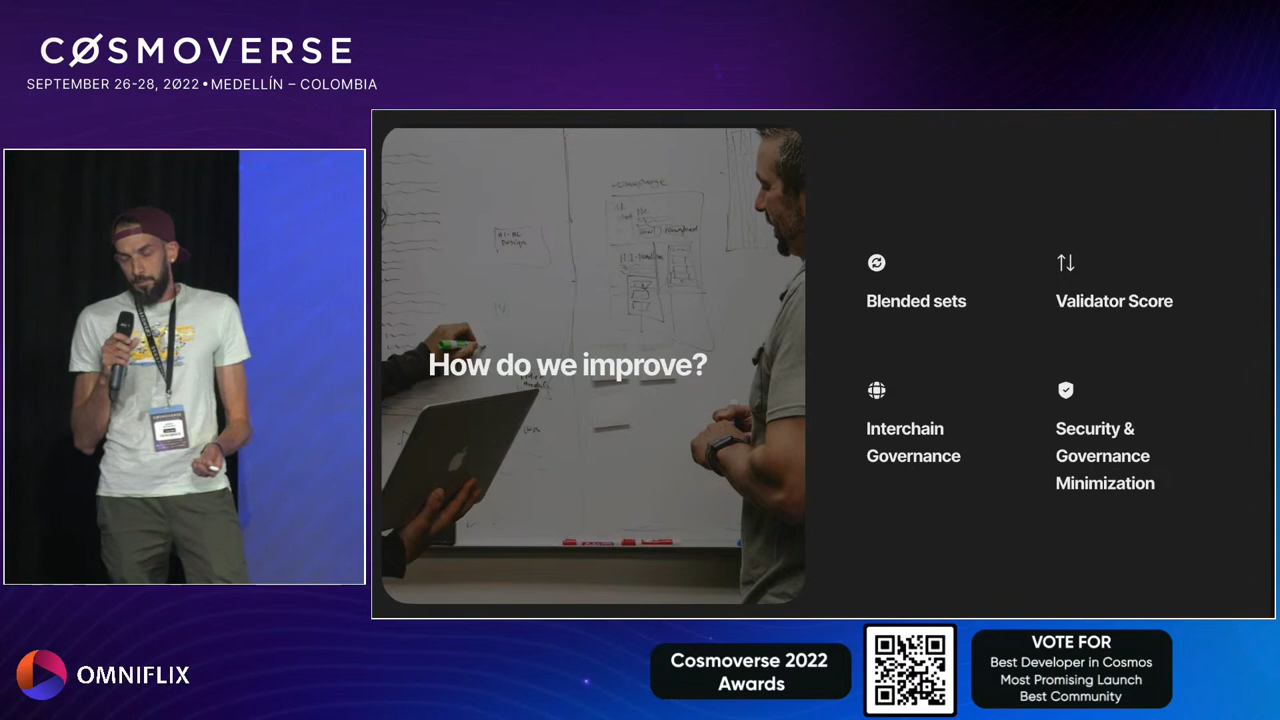 CØSMOVERSE
SEPTEMBER 26-28, 2022 • MEDELLÍN – COLOMBIA
COSMOVERSE
How do we improve?
Blended sets
Validator Score
Interchain
Governance
Security &
Governance
Minimization
OMNIFLIX
Cosmoverse 2022
Awards
VOTE FOR
Best Developer in Cosmos
Most Promising Launch
Best Community